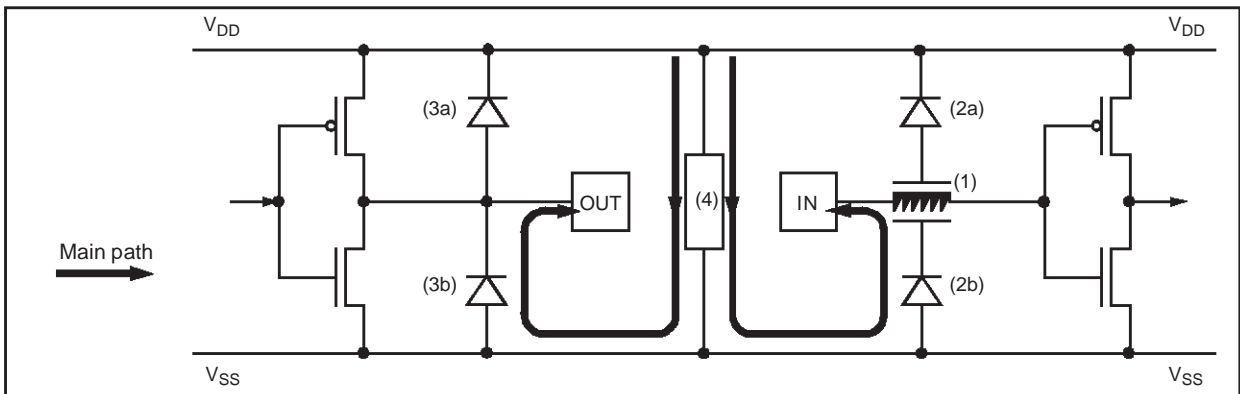 VDD
VDD
(3a)
(2a)
(1)
OUT
(4)
IN
Main path
(3b)
(2b)
VSS
VSS